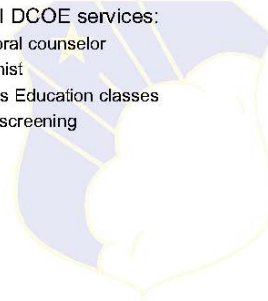 l DCOE services:
oral counselor
nist
s Education classes
screening